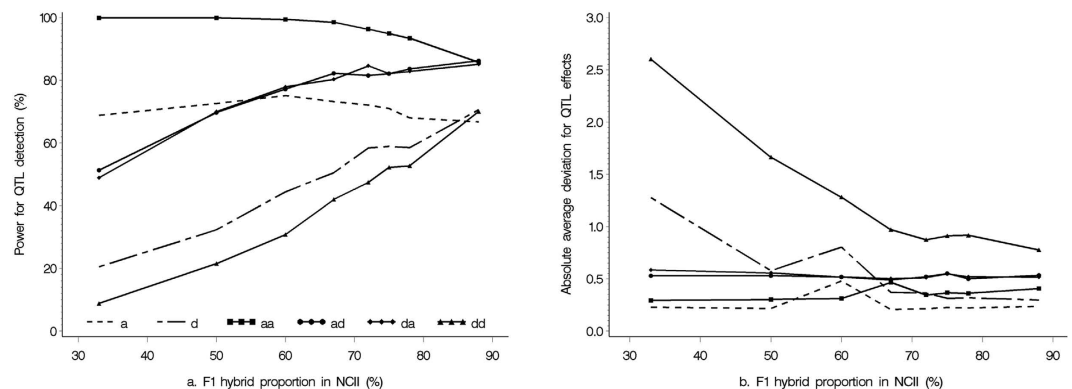 Power for QTL detection (%)
100
80
60
40
20
0
a d aa ad da dd
30 40 50 60 70 80 90
a. F1 hybrid proportion in NCII (%)
Absolute average deviation for QTL effects
3.0
2.5
2.0
1.5
1.0
0.5
0.0
30 40 50 60 70 80 90
b. F1 hybrid proportion in NCII (%)